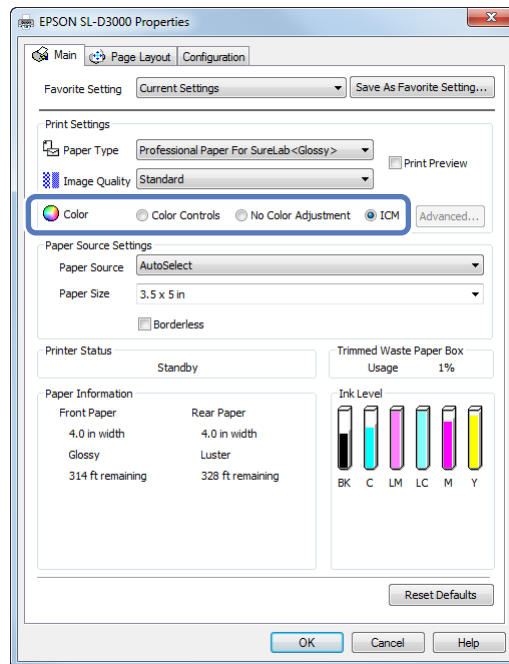 EPSON SL-D3000 Properties
Main Page Layout Configuration
Favorite Setting Current Settings Save As Favorite Setting...
Print Settings
Paper Type Professional Paper For SureLab<Glossy>
Print Preview
Image Quality Standard
Color Color Controls No Color Adjustment ICM Advanced...
Paper Source Settings
Paper Source AutoSelect
Paper Size 3.5 x 5 in
Borderless
Printer Status Trimmed Waste Paper Box
Standby Usage 1%
Paper Information Ink Level
Front Paper Rear Paper
4.0 in width 4.0 in width
Glossy Luster
314 ft remaining 328 ft remaining
BK C LM LC M Y
Reset Defaults
OK Cancel Help